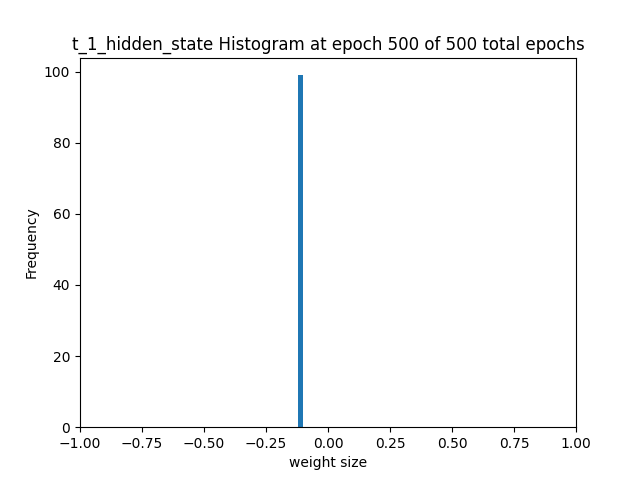 t_1_hidden_state Histogram at epoch 500 of 500 total epochs
100
80
60
40
20
0
Frequency
−1.00 −0.75 −0.50 −0.25 0.00 0.25 0.50 0.75 1.00
weight size